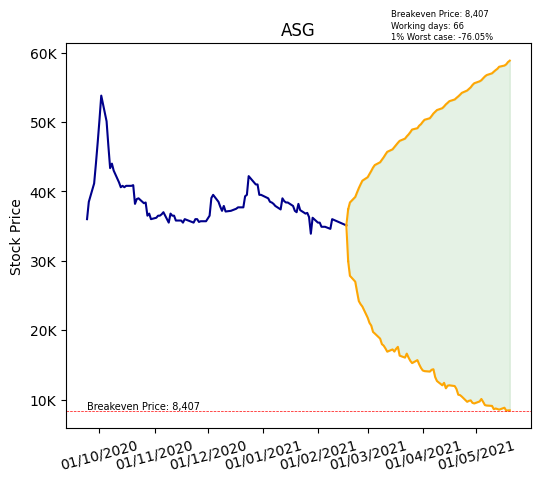 Breakeven Price: 8,407
Working days: 66
1% Worst case: -76.05%
ASG
Stock Price
60K
50K
40K
30K
20K
10K
Breakeven Price: 8,407
01/10/2020
01/11/2020
01/12/2020
01/01/2021
01/02/2021
01/03/2021
01/04/2021
01/05/2021